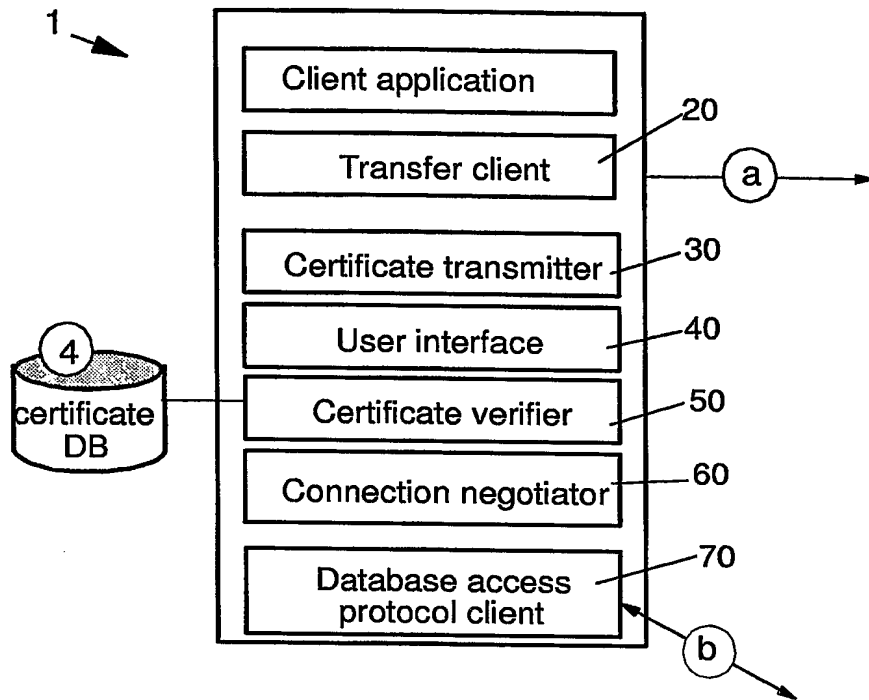 1
Client application
20
Transfer client
a
30
Certificate transmitter
40
User interface
4
certificate
DB
50
Certificate verifier
60
Connection negotiator
70
Database access
protocol client
b